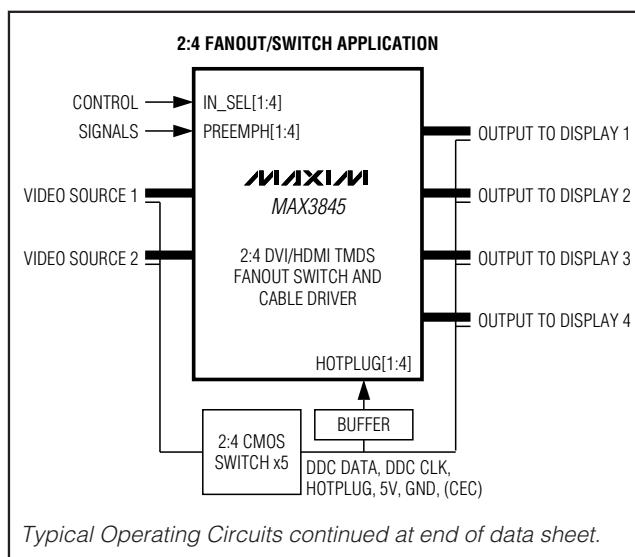 2:4 FANOUT/SWITCH APPLICATION
CONTROL
SIGNALS
IN_SEL[1:4]
PREEMPH[1:4]
VIDEO SOURCE 1
VIDEO SOURCE 2
MAXIM
MAX3845
2:4 DVI/HDMI TMDS
FANOUT SWITCH AND
CABLE DRIVER
HOTPLUG[1:4]
OUTPUT TO DISPLAY 1
OUTPUT TO DISPLAY 2
OUTPUT TO DISPLAY 3
OUTPUT TO DISPLAY 4
BUFFER
2:4 CMOS
SWITCH x5
DDC DATA, DDC CLK,
HOTPLUG, 5V, GND, (CEC)
Typical Operating Circuits continued at end of data sheet.